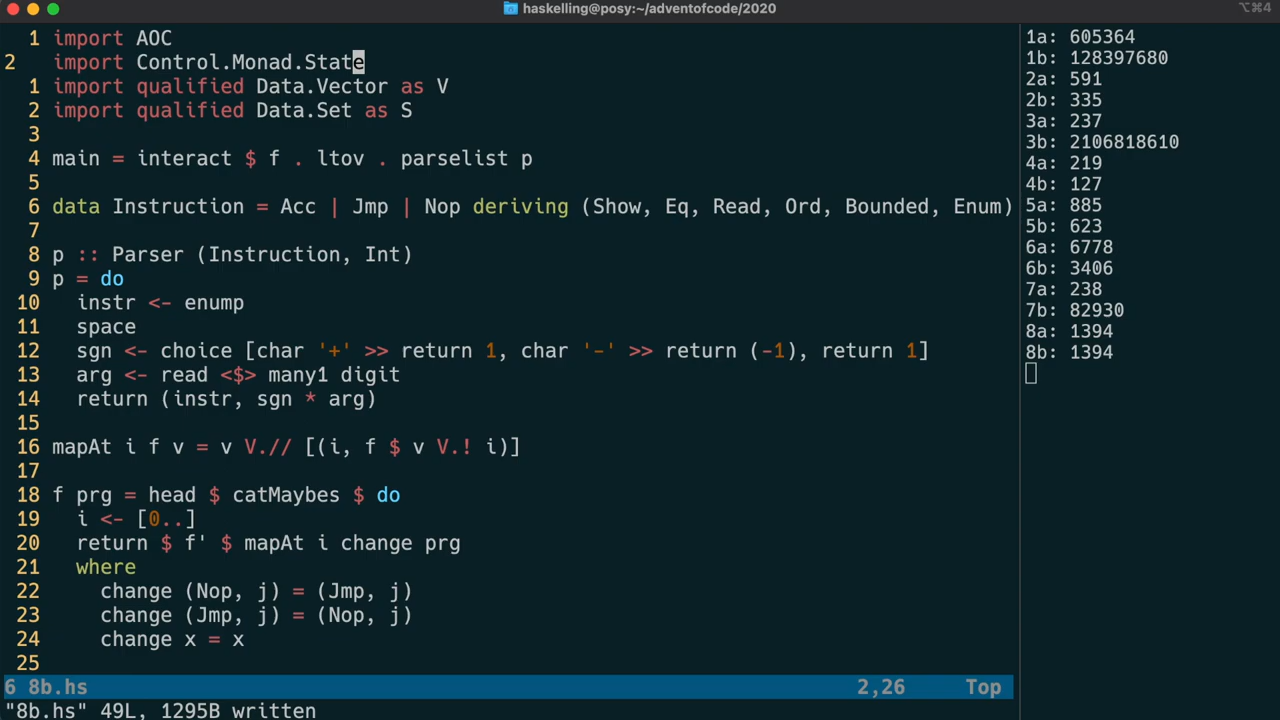 haskelling@posy:~/adventofcode/2020
⌥⌘4
1 import AOC
2 import Control.Monad.State
1 import qualified Data.Vector as V
2 import qualified Data.Set as S
3
4 main = interact $ f . ltov . parselist p
5
6 data Instruction = Acc | Jmp | Nop deriving (Show, Eq, Read, Ord, Bounded, Enum)
7
8 p :: Parser (Instruction, Int)
9 p = do
10 instr <- enump
11 space
12 sgn <- choice [char '+' >> return 1, char '-' >> return (-1), return 1]
13 arg <- read <$> many1 digit
14 return (instr, sgn * arg)
15
16 mapAt i f v = v V.// [(i, f $ v V.! i)]
17
18 f prg = head $ catMaybes $ do
19 i <- [0..]
20 return $ f' $ mapAt i change prg
21 where
22 change (Nop, j) = (Jmp, j)
23 change (Jmp, j) = (Nop, j)
24 change x = x
25
6 8b.hs 2,26 Top
"8b.hs" 49L, 1295B written
1a: 605364
1b: 128397680
2a: 591
2b: 335
3a: 237
3b: 2106818610
4a: 219
4b: 127
5a: 885
5b: 623
6a: 6778
6b: 3406
7a: 238
7b: 82930
8a: 1394
8b: 1394